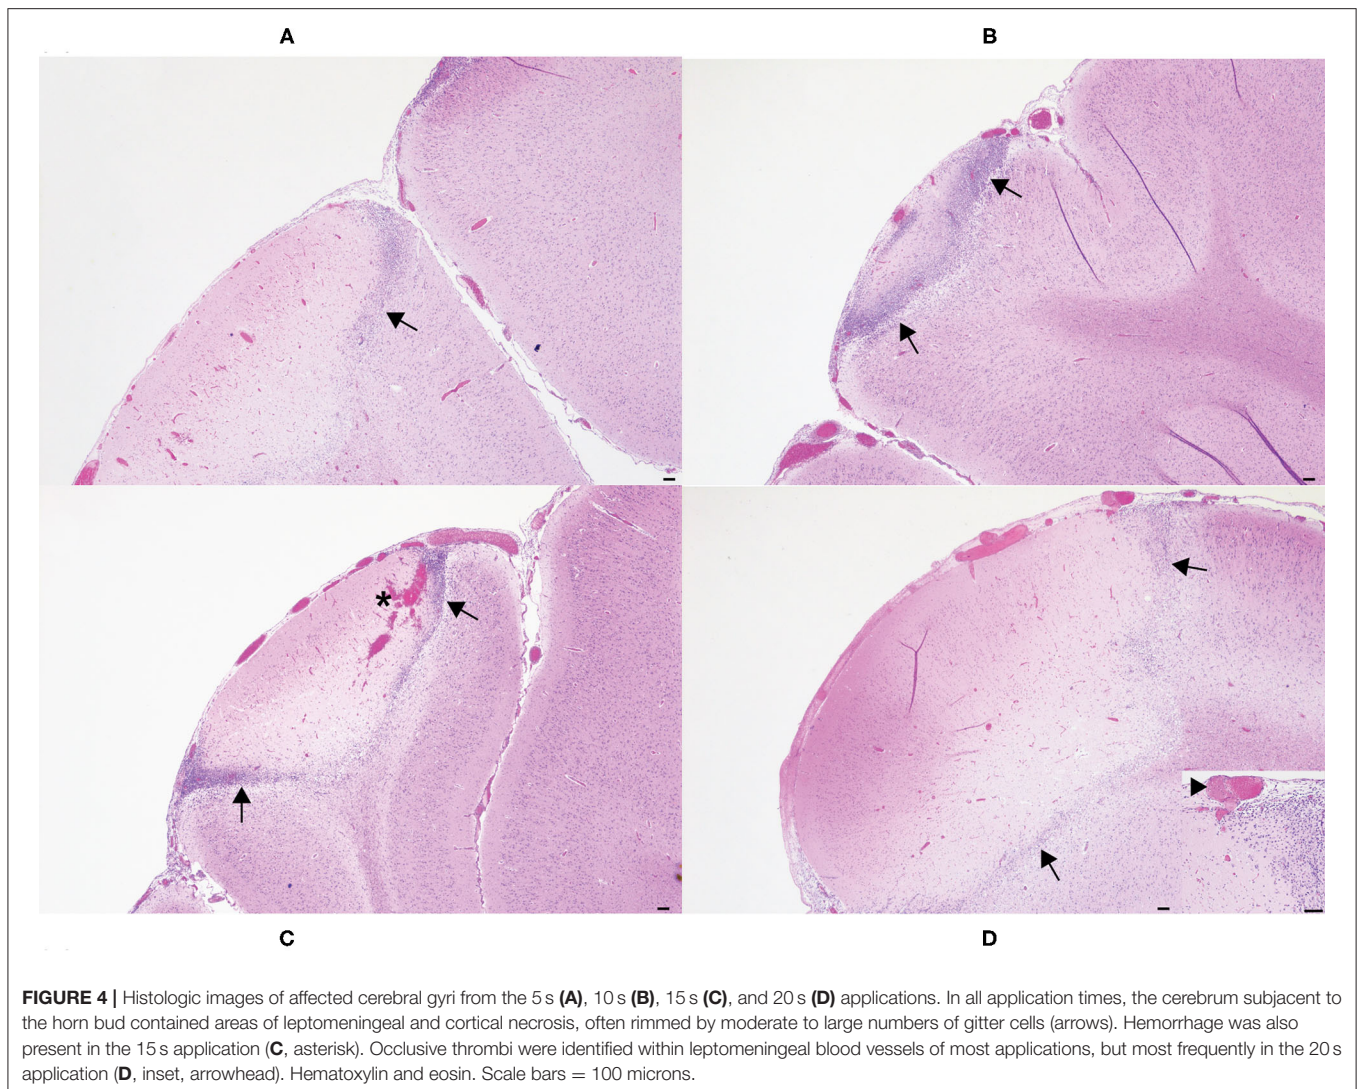 A
B
*
C
D
FIGURE 4 | Histologic images of affected cerebral gyri from the 5 s (A), 10 s (B), 15 s (C), and 20 s (D) applications. In all application times, the cerebrum subjacent to
the horn bud contained areas of leptomeningeal and cortical necrosis, often rimmed by moderate to large numbers of gitter cells (arrows). Hemorrhage was also
present in the 15 s application (C, asterisk). Occlusive thrombi were identified within leptomeningeal blood vessels of most applications, but most frequently in the 20 s
application (D, inset, arrowhead). Hematoxylin and eosin. Scale bars = 100 microns.